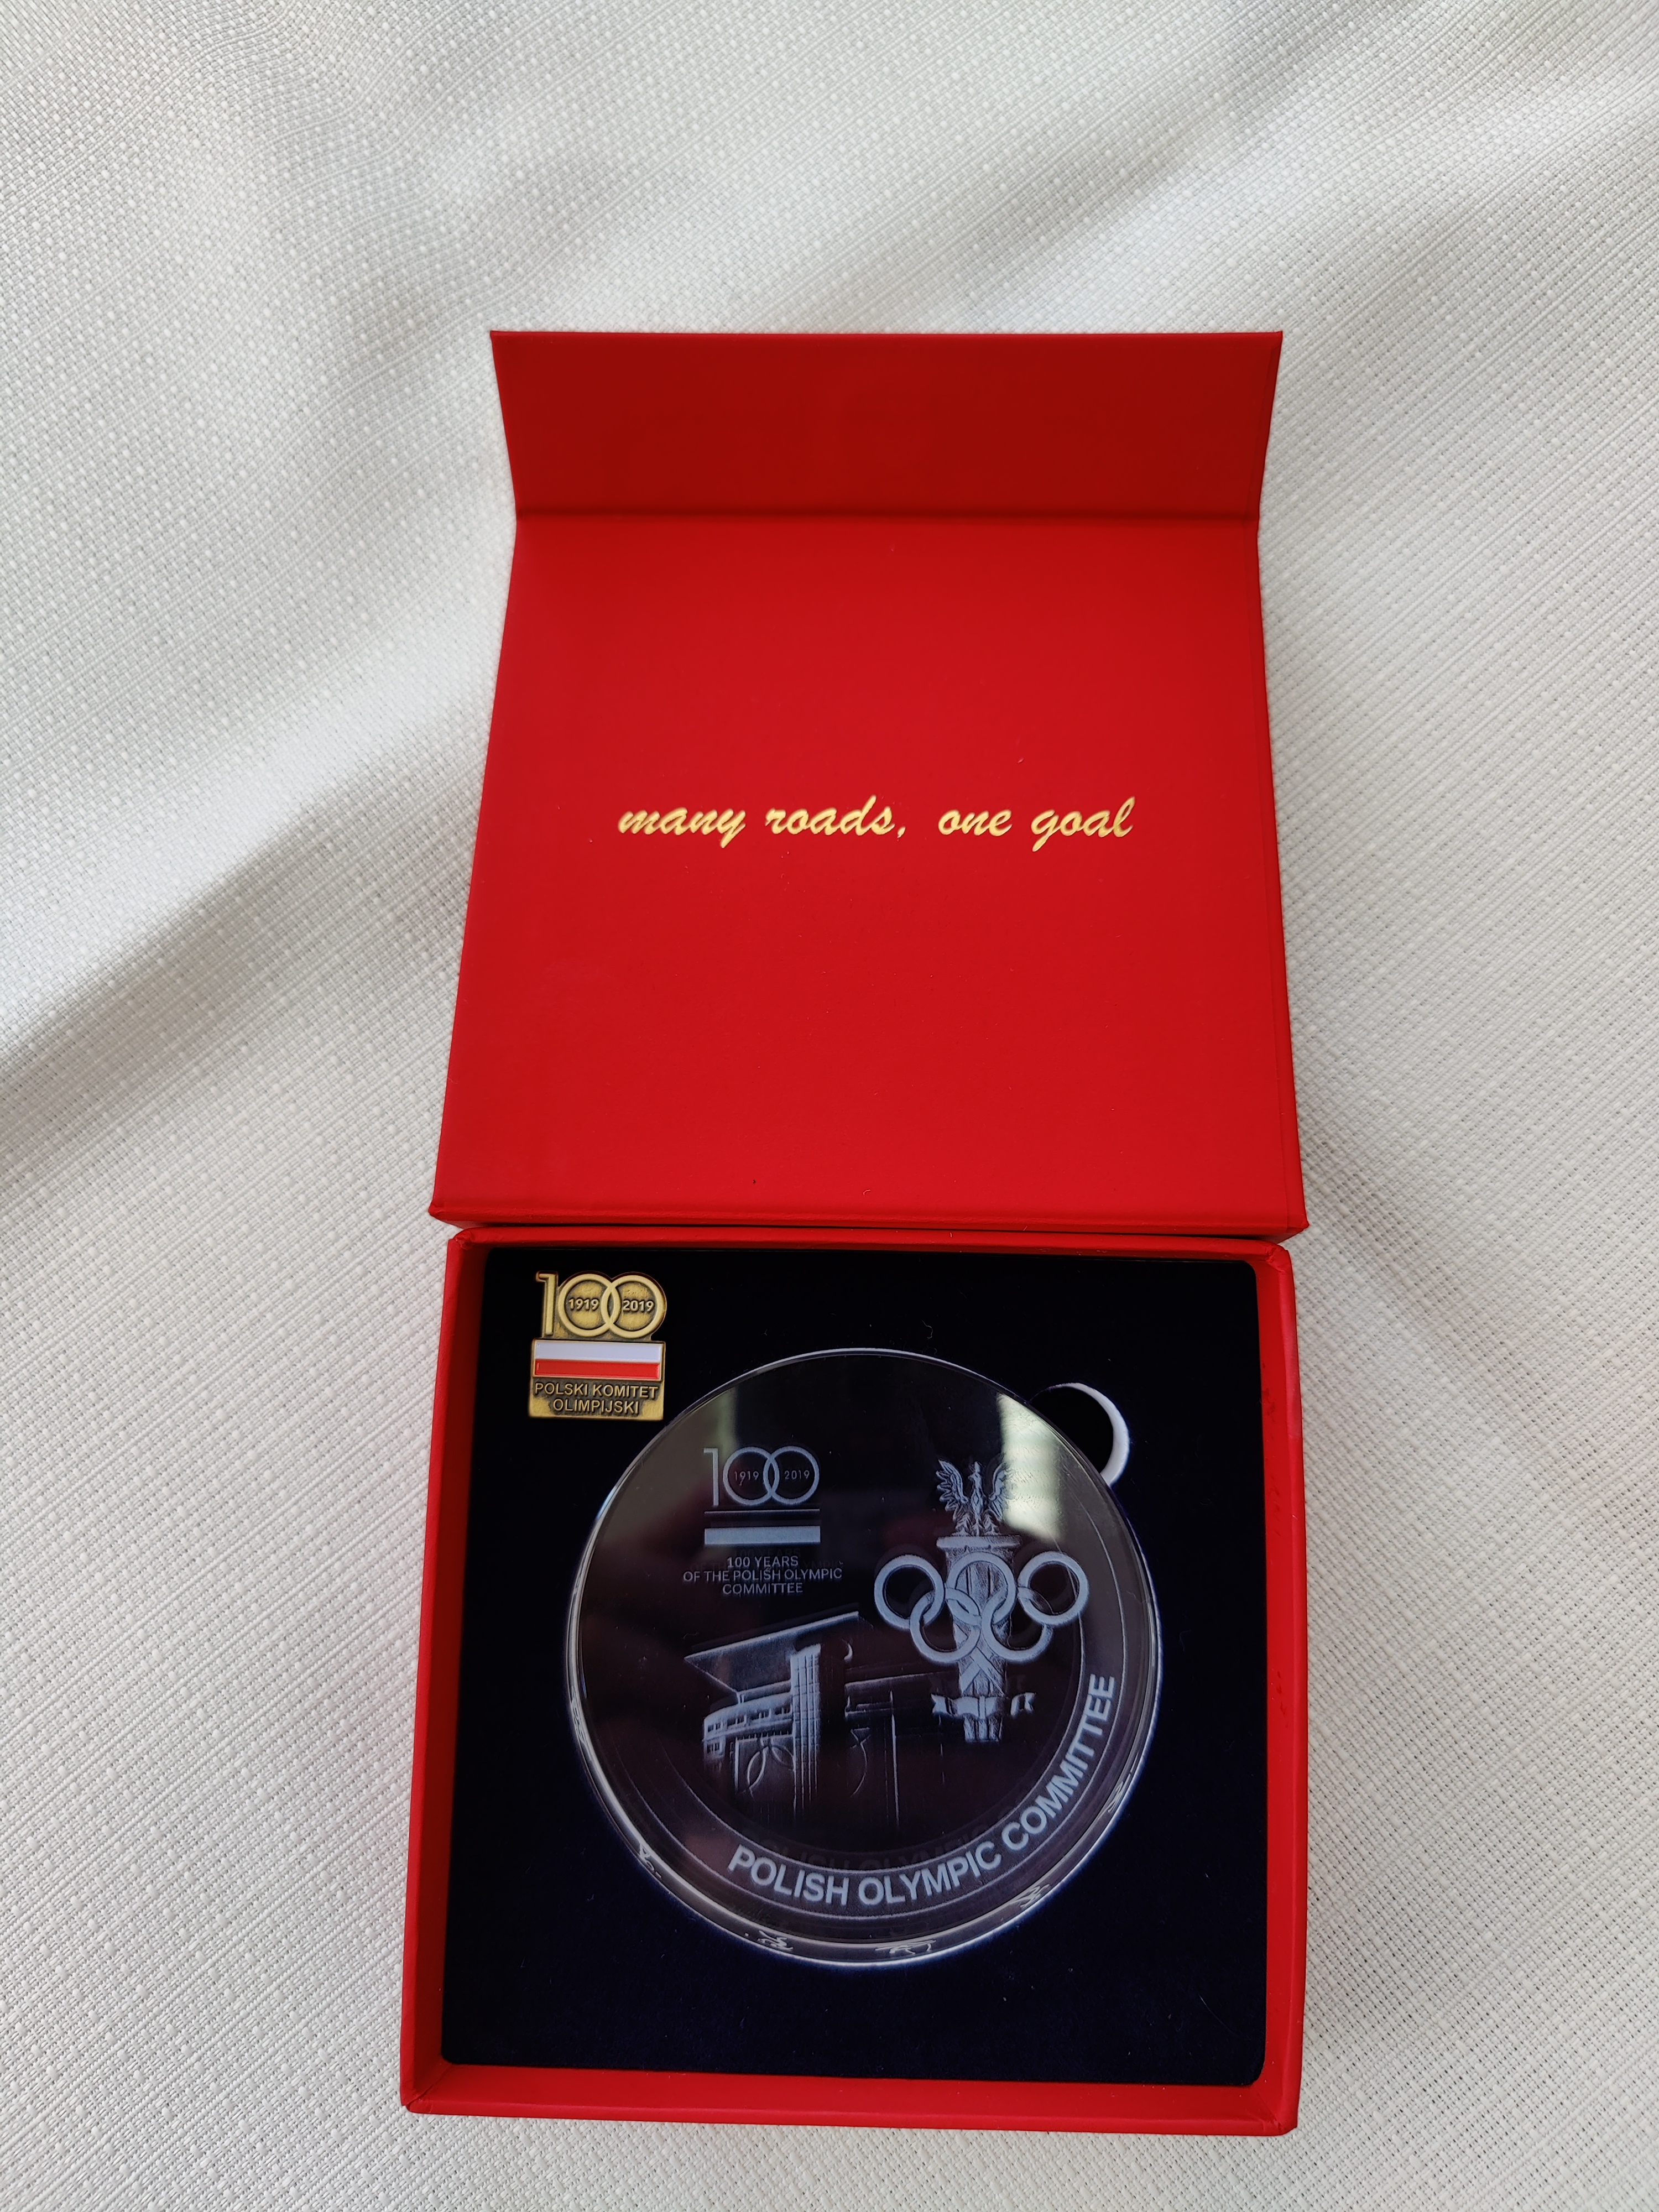 many roads, one goal
100
1919 2019
POLSKI KOMITET
OLIMPIJSKI
100
1919 2019
100 YEARS
OF THE POLISH OLYMPIC
COMMITTEE
POLISH OLYMPIC COMMITTEE